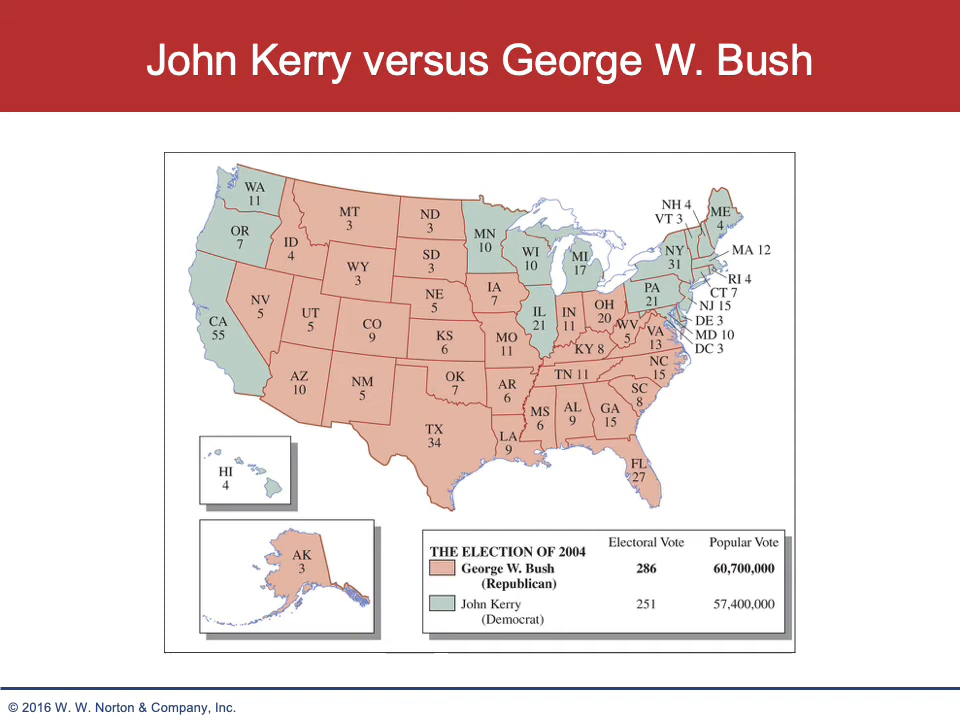 John Kerry versus George W. Bush
WA
11
OR
7
CA
55
ID
4
NV
5
MT
3
WY
3
UT
5
AZ
10
CO
9
NM
5
ND
3
SD
3
NE
5
KS
6
OK
7
TX
34
MN
10
IA
7
MO
11
AR
6
LA
9
WI
10
IL
21
MI
17
IN
11
OH
20
KY 8
TN 11
MS
6
AL
9
GA
15
FL
27
SC
8
NC
15
VA
13
WV
5
PA
21
NY
31
NH 4
VT 3
ME
4
MA 12
RI 4
CT 7
NJ 15
DE 3
MD 10
DC 3
HI
4
AK
3
Electoral Vote Popular Vote
THE ELECTION OF 2004
George W. Bush 286 60,700,000
(Republican)
John Kerry 251 57,400,000
(Democrat)
© 2016 W. W. Norton & Company, Inc.